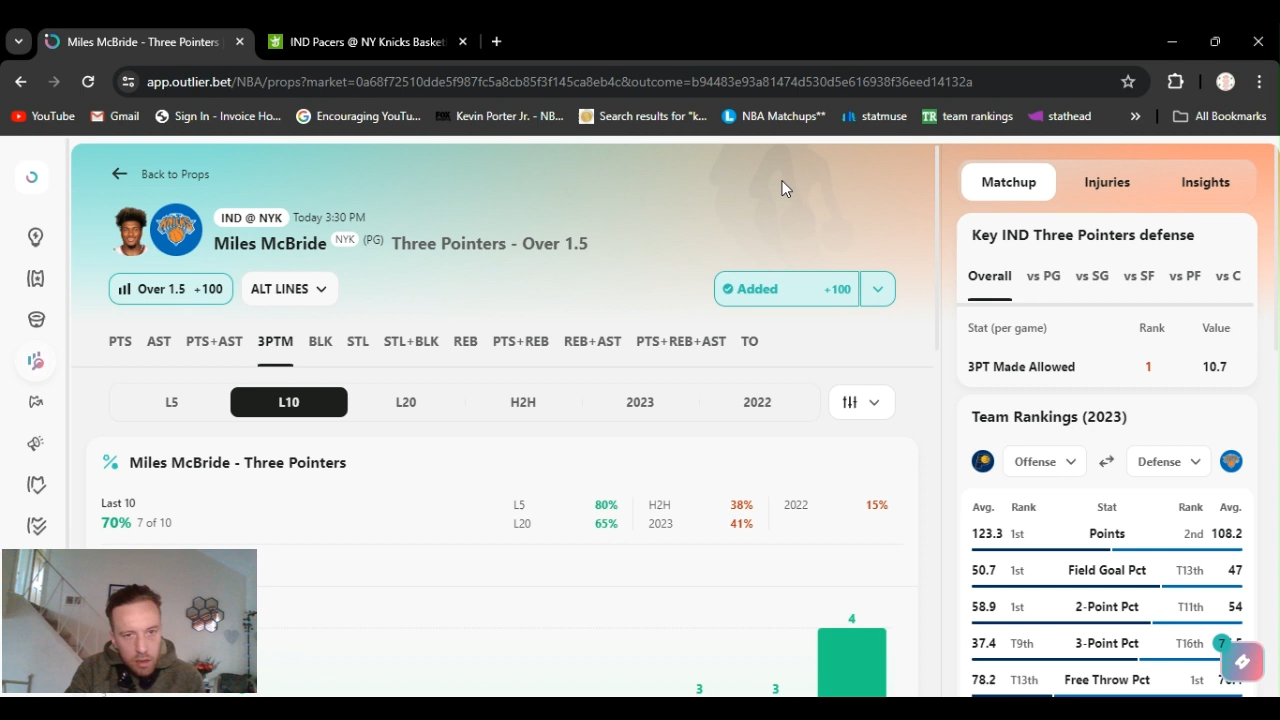 Miles McBride - Three Pointers
IND Pacers @ NY Knicks Basket
app.outlier.bet/NBA/props?market=0a68f72510dde5f987fc5a8cb85f3f145ca8eb4c&outcome=b94483e93a81474d530d5e616938f36eed14132a
YouTube Gmail Sign In - Invoice Ho... Encouraging YouTu... Kevin Porter Jr. - NB... Search results for "k... NBA Matchups** statmuse team rankings stathead » All Bookmarks
Back to Props
IND @ NYK Today 3:30 PM
Miles McBride NYK (PG) Three Pointers - Over 1.5
Over 1.5 +100 ALT LINES Added +100
PTS AST PTS+AST 3PTM BLK STL STL+BLK REB PTS+REB REB+AST PTS+REB+AST TO
L5 L10 L20 H2H 2023 2022
Miles McBride - Three Pointers
Last 10
70% 7 of 10
L5 80% H2H 38% 2022 15%
L20 65% 2023 41%
4
3 3
Matchup Injuries Insights
Key IND Three Pointers defense
Overall vs PG vs SG vs SF vs PF vs C
Stat (per game) Rank Value
3PT Made Allowed 1 10.7
Team Rankings (2023)
Offense Defense
Avg. Rank Stat Rank Avg.
123.3 1st Points 2nd 108.2
50.7 1st Field Goal Pct T13th 47
58.9 1st 2-Point Pct T11th 54
37.4 T9th 3-Point Pct T16th 7
78.2 T13th Free Throw Pct 1st